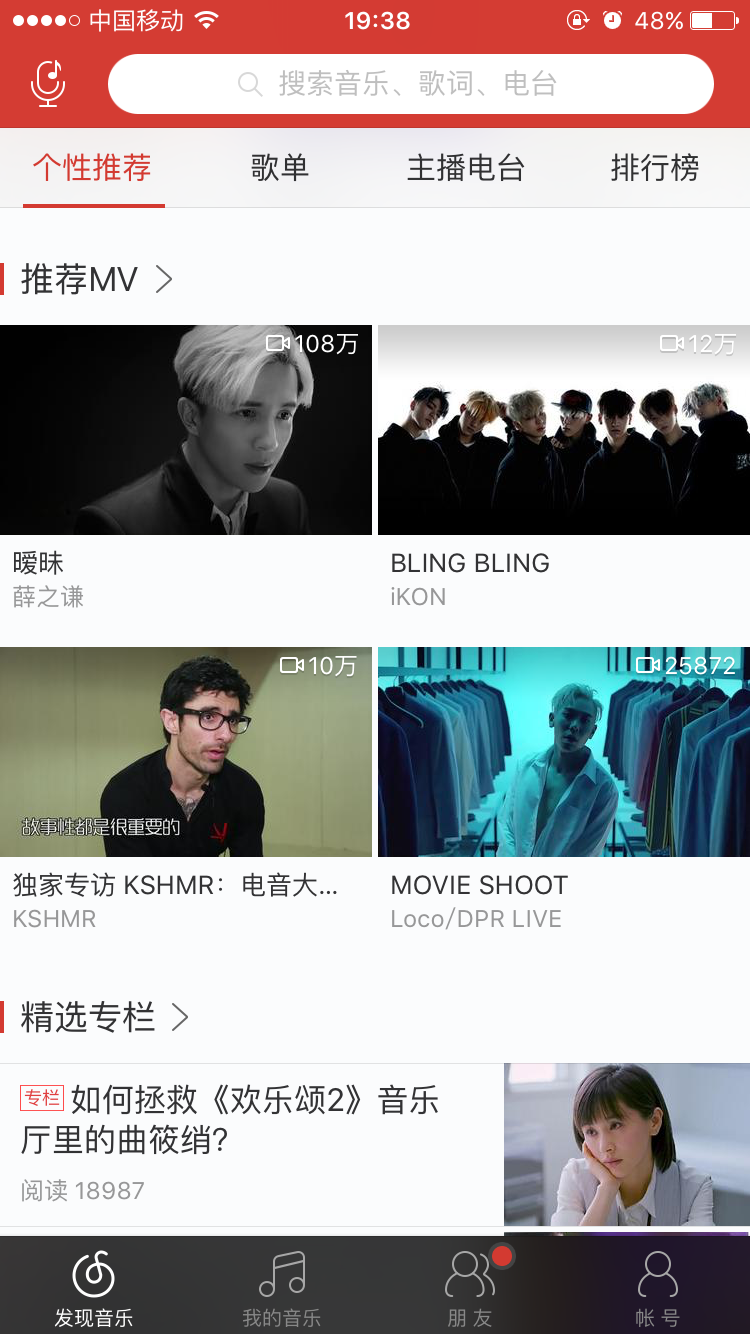 中国移动 19:38 48%
搜索音乐、歌词、电台
个性推荐 歌单 主播电台 排行榜
推荐MV
108万 12万
暧昧 BLING BLING
薛之谦 iKON
10万 25872
故事性都是很重要的
独家专访 KSHMR：电音大... MOVIE SHOOT
KSHMR Loco/DPR LIVE
精选专栏
专栏 如何拯救《欢乐颂2》音乐
厅里的曲筱绡?
阅读 18987
发现音乐 我的音乐 朋友 帐号